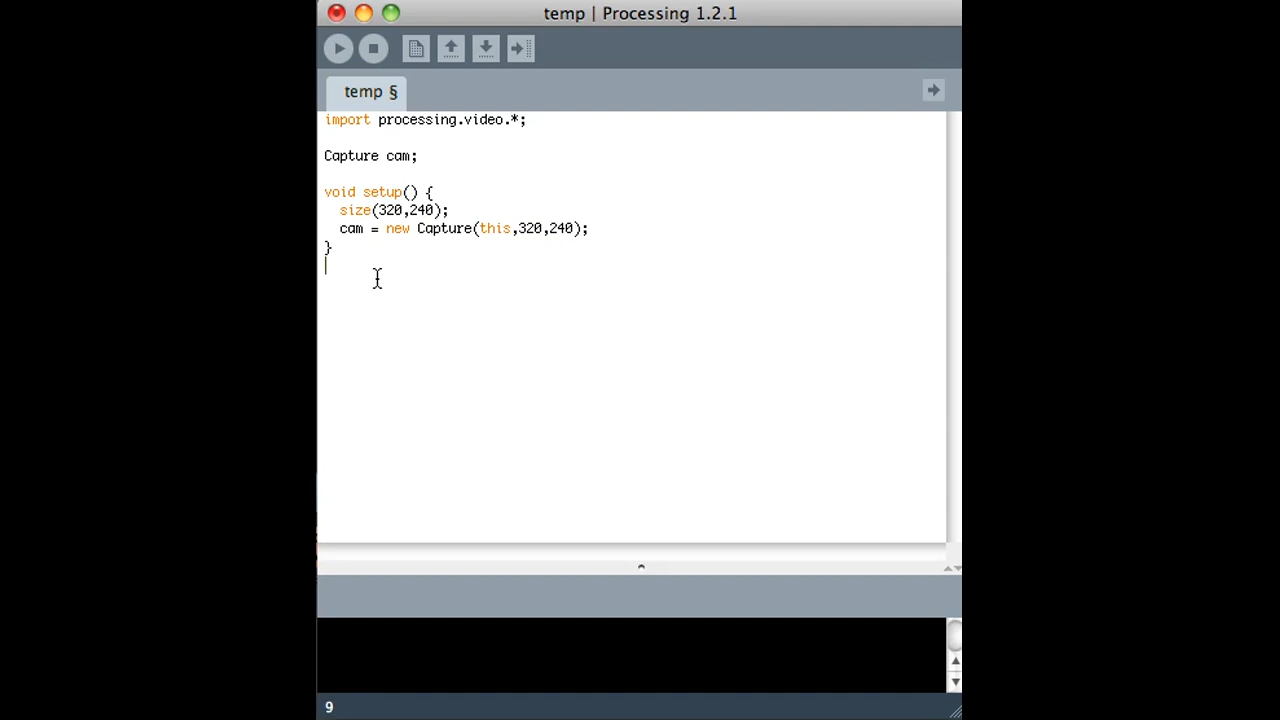 temp | Processing 1.2.1
temp §
import processing.video.*;
Capture cam;
void setup() {
  size(320,240);
  cam = new Capture(this,320,240);
}
9